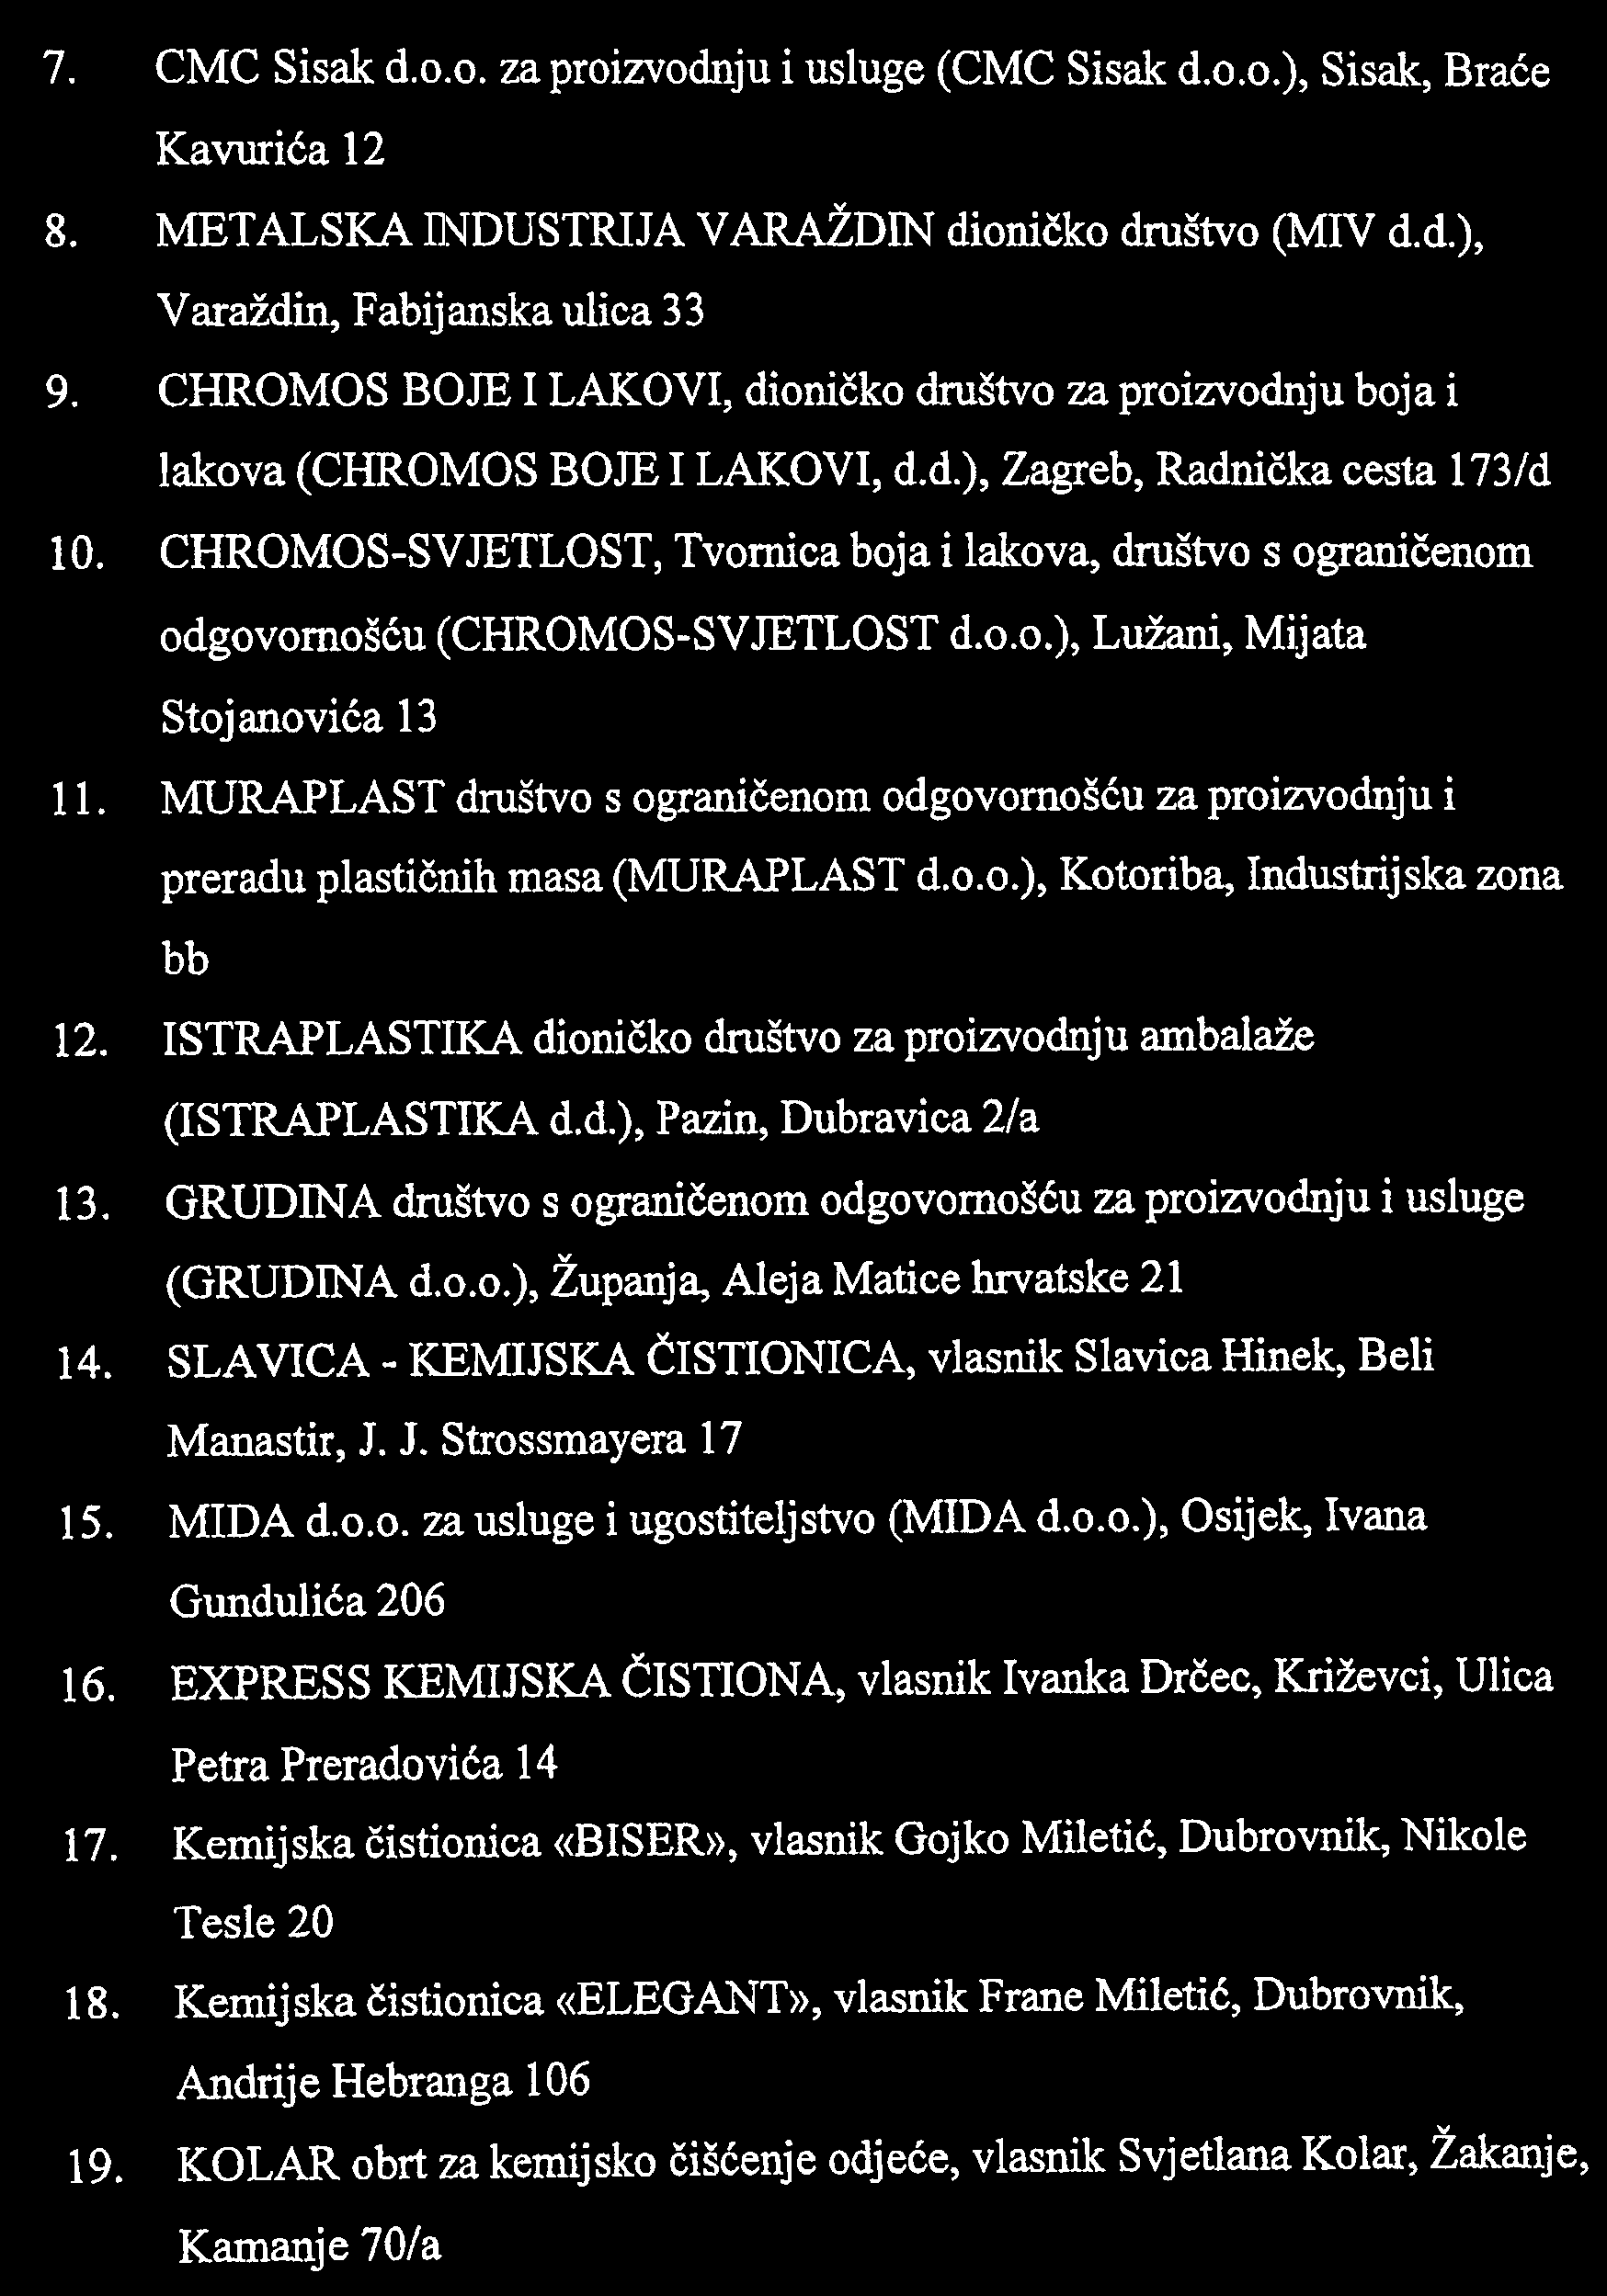 7. CMC Sisak d.o.o. za proizvodnju i usluge (CMC Sisak d.o.o.), Sisak, Braće
Kavurića 12
8. METALSKA INDUSTRIJA VARAŽDIN dioničko društvo (MIV d.d.),
Varaždin, Fabijanska ulica 33
9. CHROMOS BOJE I LAKOVI, dioničko društvo za proizvodnju boja i
lakova (CHROMOS BOJE I LAKOVI, d.d.), Zagreb, Radnička cesta 173/d
10. CHROMOS-SVJETLOST, Tvornica boja i lakova, društvo s ograničenom
odgovornošću (CHROMOS-SVJETLOST d.o.o.), Lužani, Mijata
Stojanovića 13
11. MURAPLAST društvo s ograničenom odgovornošću za proizvodnju i
preradu plastičnih masa (MURAPLAST d.o.o.), Kotoriba, Industrijska zona
bb
12. ISTRAPLASTIKA dioničko društvo za proizvodnju ambalaže
(ISTRAPLASTIKA d.d.), Pazin, Dubravica 2/a
13. GRUDINA društvo s ograničenom odgovornošću za proizvodnju i usluge
(GRUDINA d.o.o.), Županja, Aleja Matice hrvatske 21
14. SLAVICA - KEMIJSKA ČISTIONICA, vlasnik Slavica Hinek, Beli
Manastir, J. J. Strossmayera 17
15. MIDA d.o.o. za usluge i ugostiteljstvo (MIDA d.o.o.), Osijek, Ivana
Gundulića 206
16. EXPRESS KEMIJSKA ČISTIONA, vlasnik Ivanka Drčec, Križevci, Ulica
Petra Preradovića 14
17. Kemijska čistionica «BISER», vlasnik Gojko Miletić, Dubrovnik, Nikole
Tesle 20
18. Kemijska čistionica «ELEGANT», vlasnik Frane Miletić, Dubrovnik,
Andrije Hebranga 106
19. KOLAR obrt za kemijsko čišćenje odjeće, vlasnik Svjetlana Kolar, Žakanje,
Kamanje 70/a